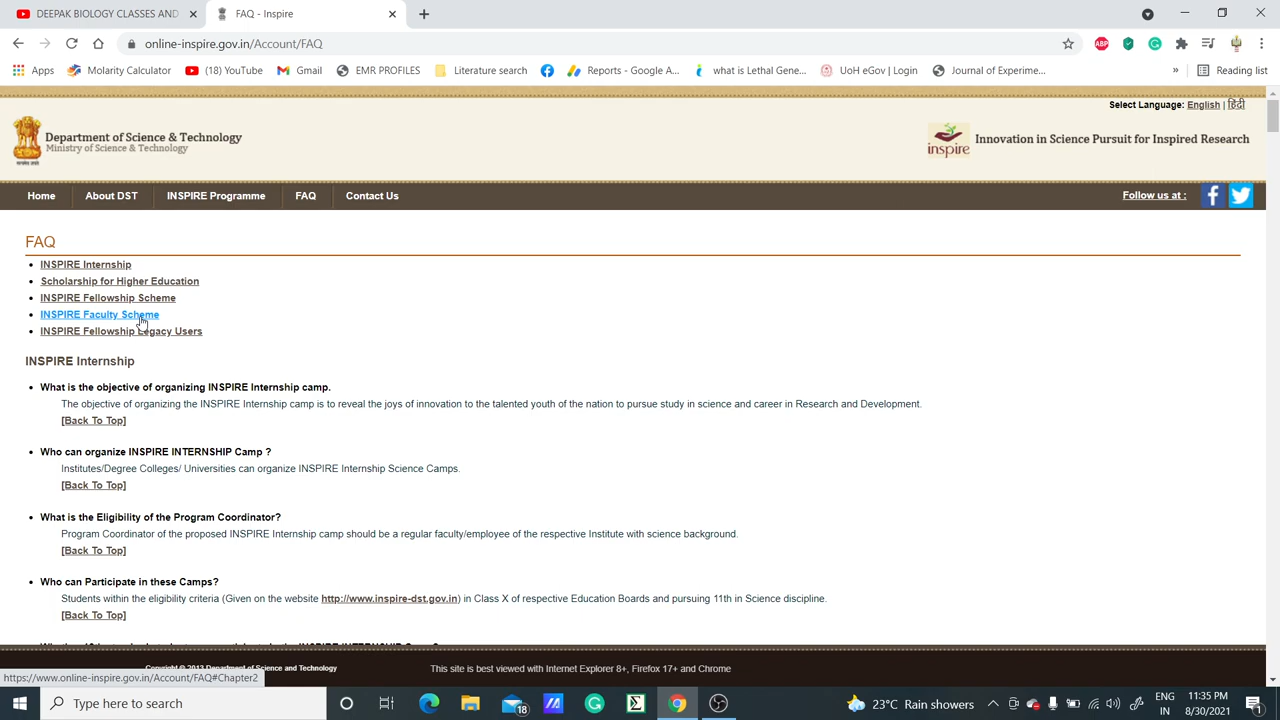 DEEPAK BIOLOGY CLASSES AND
FAQ - Inspire
online-inspire.gov.in/Account/FAQ
Apps
Molarity Calculator
(18) YouTube
Gmail
EMR PROFILES
Literature search
Reports - Google A...
what is Lethal Gene...
UoH eGov | Login
Journal of Experime...
»
Reading list
Select Language: English | हिंदी
Department of Science & Technology
Ministry of Science & Technology
inspire
Innovation in Science Pursuit for Inspired Research
Home
About DST
INSPIRE Programme
FAQ
Contact Us
Follow us at :
FAQ
INSPIRE Internship
Scholarship for Higher Education
INSPIRE Fellowship Scheme
INSPIRE Faculty Scheme
INSPIRE Fellowship Legacy Users
INSPIRE Internship
What is the objective of organizing INSPIRE Internship camp.
The objective of organizing the INSPIRE Internship camp is to reveal the joys of innovation to the talented youth of the nation to pursue study in science and career in Research and Development.
[Back To Top]
Who can organize INSPIRE INTERNSHIP Camp ?
Institutes/Degree Colleges/ Universities can organize INSPIRE Internship Science Camps.
[Back To Top]
What is the Eligibility of the Program Coordinator?
Program Coordinator of the proposed INSPIRE Internship camp should be a regular faculty/employee of the respective Institute with science background.
[Back To Top]
Who can Participate in these Camps?
Students within the eligibility criteria (Given on the website http://www.inspire-dst.gov.in) in Class X of respective Education Boards and pursuing 11th in Science discipline.
[Back To Top]
Copyright © 2013 Department of Science and Technology
This site is best viewed with Internet Explorer 8+, Firefox 17+ and Chrome
https://www.online-inspire.gov.in/Account/FAQ#Chapter2
Type here to search
18
23°C Rain showers
ENG
IN
11:35 PM
8/30/2021
1